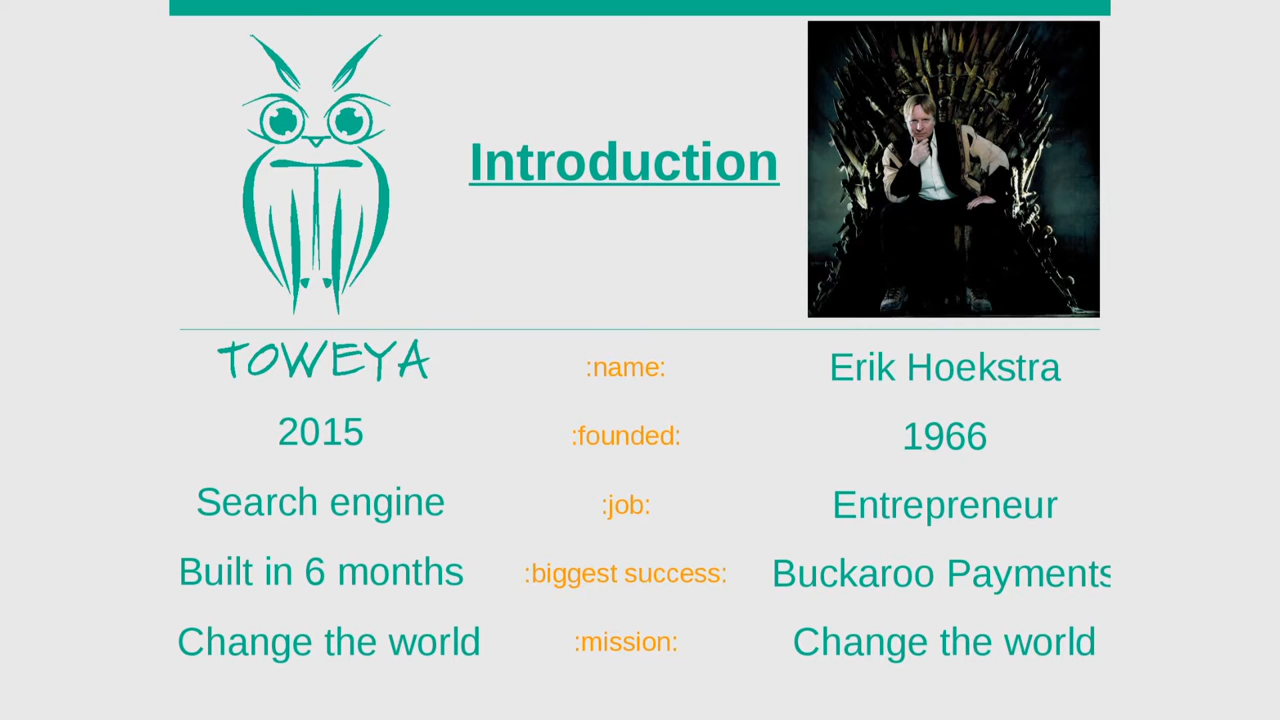 Introduction
TOWEYA :name: Erik Hoekstra
2015 :founded: 1966
Search engine :job: Entrepreneur
Built in 6 months :biggest success: Buckaroo Payments
Change the world :mission: Change the world